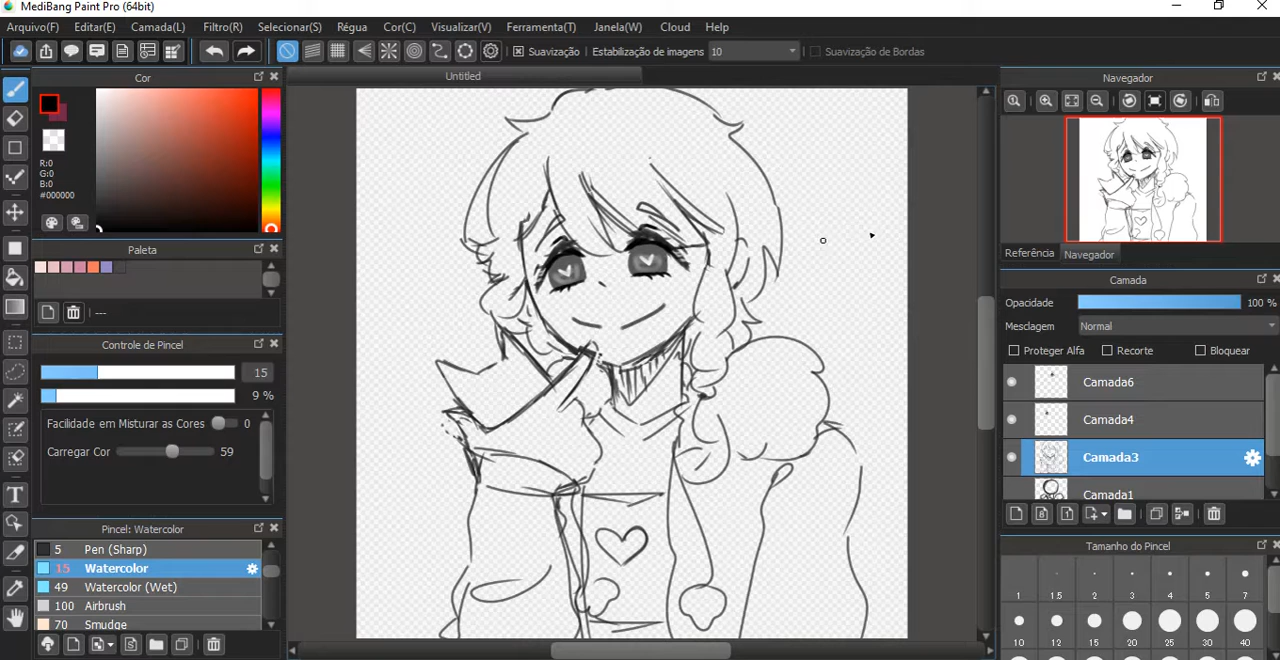 MediBang Paint Pro (64bit)
Arquivo(F) Editar(E) Camada(L) Filtro(R) Selecionar(S) Régua Cor(C) Visualizar(V) Ferramenta(T) Janela(W) Cloud Help
Suavização Estabilização de imagens 10 Suavização de Bordas
Cor
Untitled
Navegador
R:0
G:0
B:0
#000000
Paleta
---
Referência Navegador
Camada
Opacidade 100 %
Mesclagem Normal
Proteger Alfa Recorte Bloquear
Camada6
Camada4
Camada3
Camada1
Controle de Pincel
15
9 %
Facilidade em Misturar as Cores 0
Carregar Cor 59
Pincel: Watercolor
5 Pen (Sharp)
15 Watercolor
49 Watercolor (Wet)
100 Airbrush
70 Smudge
Tamanho do Pincel
1 1.5 2 3 4 5 7
10 12 15 20 25 30 40